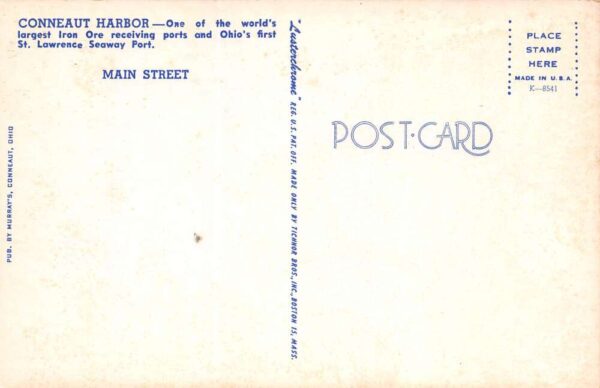 CONNEAUT HARBOR—One of the world's
largest Iron Ore receiving ports and Ohio's first
St. Lawrence Seaway Port.
MAIN STREET
PUB. BY MURRAY'S, CONNEAUT, OHIO
"Lusterchrome" REG. U.S. PAT. OFF. MADE ONLY BY TICHNOR BROS., INC., BOSTON 15, MASS.
POST·CARD
PLACE
STAMP
HERE
MADE IN U.S.A.
K—8541